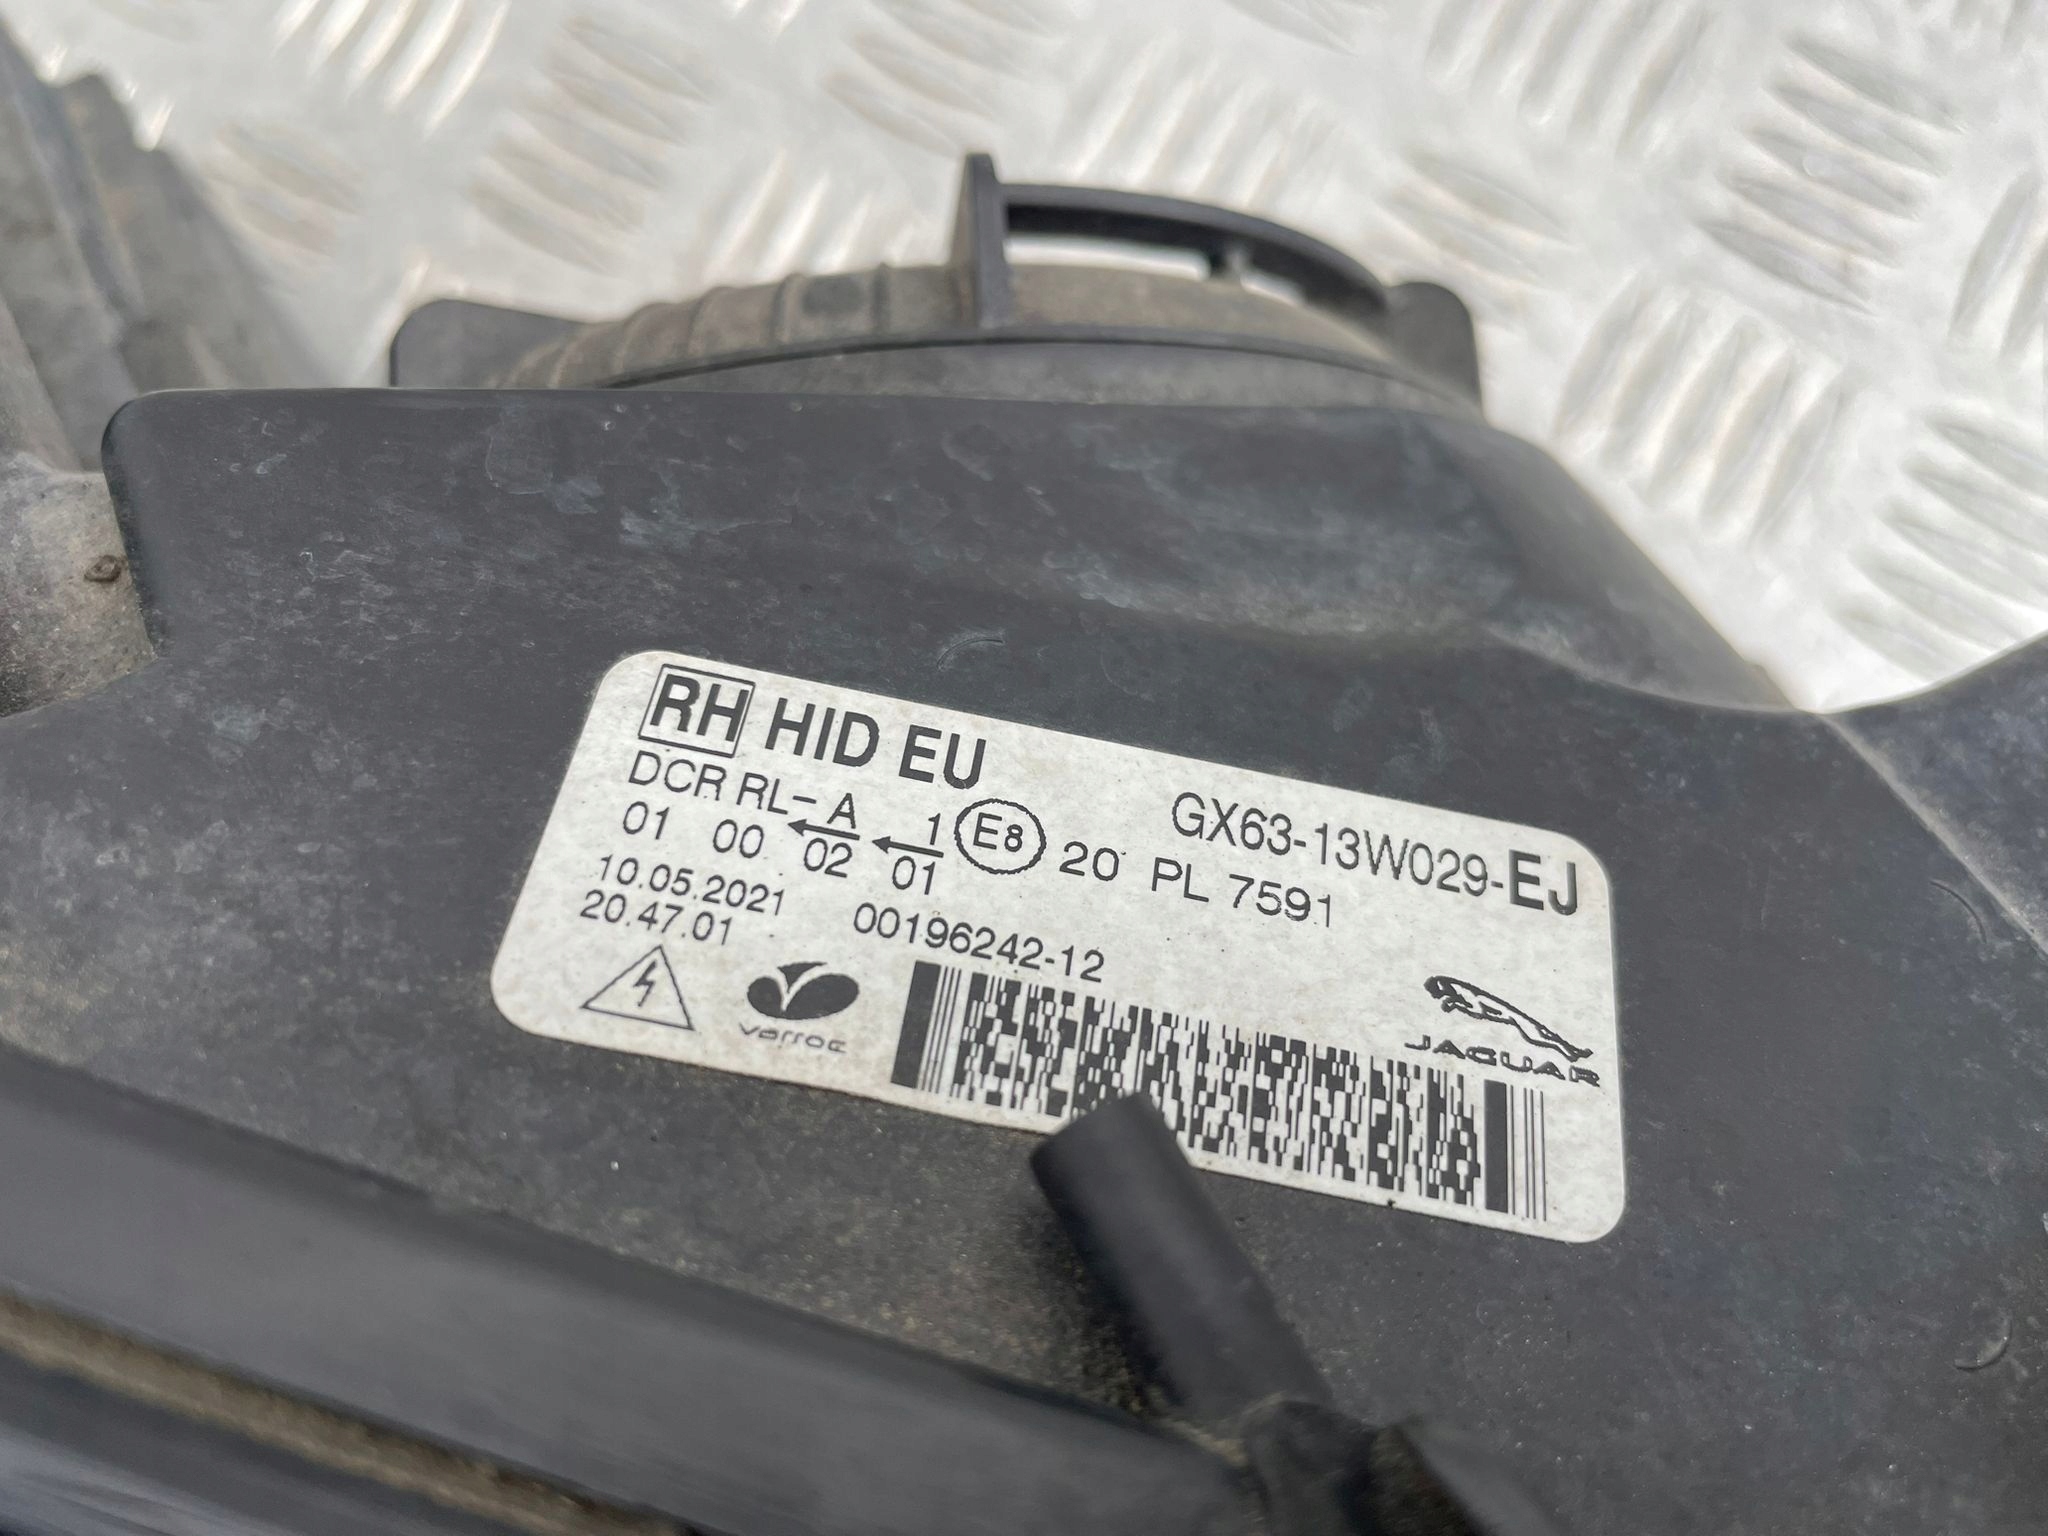 RH HID EU
GX63-13W029-EJ
DCR RL- A 1 E8 20 PL 7591
01 00 02 01
10.05.2021
20.47.01
00196242-12
varroc
JAGUAR